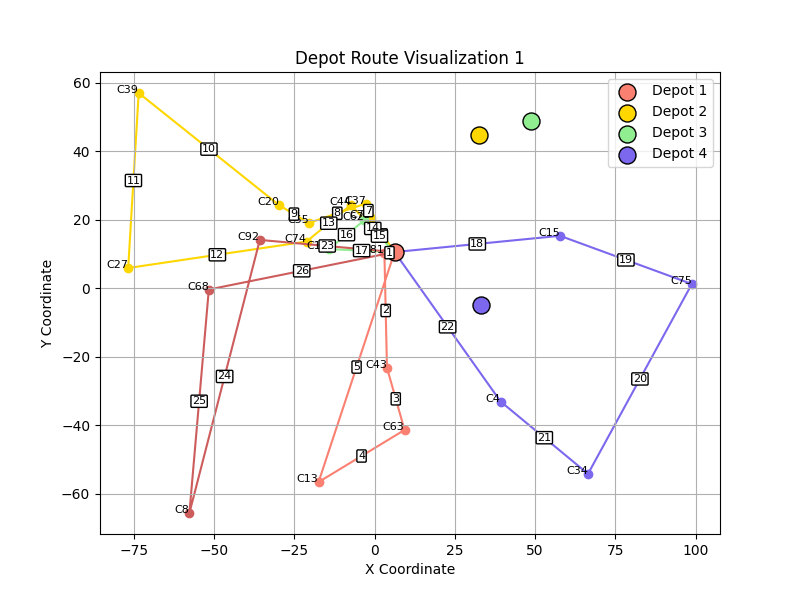 Depot Route Visualization 1
Depot 1
Depot 2
Depot 3
Depot 4
Y Coordinate
60
40
20
0
−20
−40
−60
−75
−50
−25
0
25
50
75
100
X Coordinate
C39
10
11
C20
9
8
C37
7
13
14
C92
C74
23
16
15
17
1
C15
18
19
C75
C27
12
C68
26
2
22
5
C43
24
25
3
20
C4
C63
21
4
C34
C13
C8